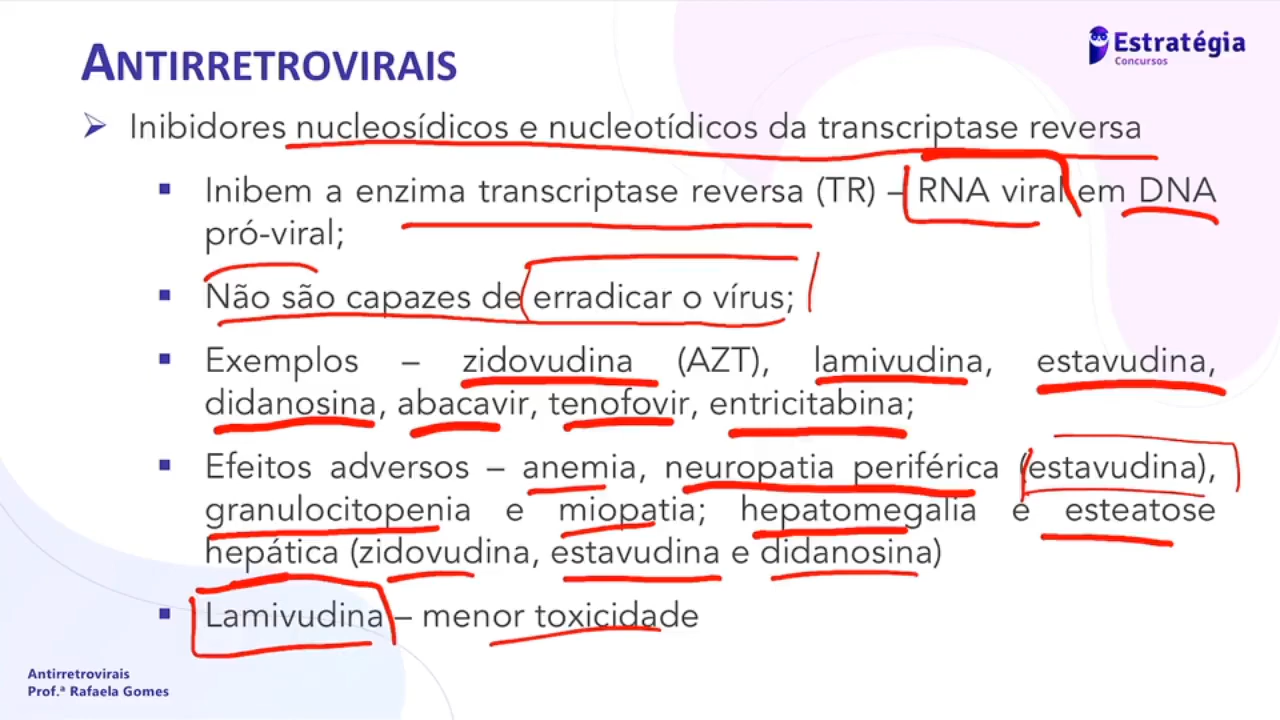 ANTIRRETROVIRAIS
Estratégia
Concursos
Inibidores nucleosídicos e nucleotídicos da transcriptase reversa
Inibem a enzima transcriptase reversa (TR) – RNA viral em DNA
pró-viral;
Não são capazes de erradicar o vírus;
Exemplos – zidovudina (AZT), lamivudina, estavudina,
didanosina, abacavir, tenofovir, entricitabina;
Efeitos adversos – anemia, neuropatia periférica (estavudina),
granulocitopenia e miopatia; hepatomegalia e esteatose
hepática (zidovudina, estavudina e didanosina)
Lamivudina – menor toxicidade
Antirretrovirais
Prof.ª Rafaela Gomes